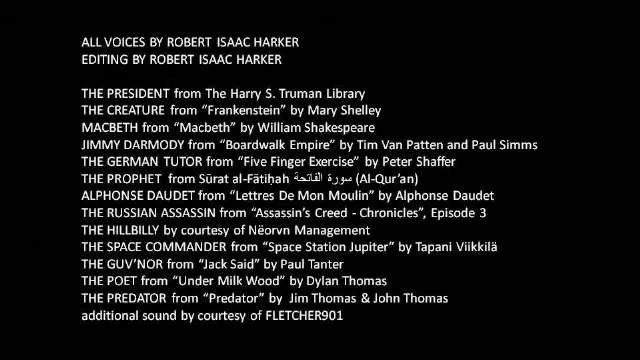 ALL VOICES BY ROBERT ISAAC HARKER
EDITING BY ROBERT ISAAC HARKER
THE PRESIDENT from The Harry S. Truman Library
THE CREATURE from “Frankenstein” by Mary Shelley
MACBETH from “Macbeth” by William Shakespeare
JIMMY DARMODY from “Boardwalk Empire” by Tim Van Patten and Paul Simms
THE GERMAN TUTOR from “Five Finger Exercise” by Peter Shaffer
THE PROPHET from Sūrat al-Fātiḥah سورة الفاتحة (Al-Qur’an)
ALPHONSE DAUDET from “Lettres De Mon Moulin” by Alphonse Daudet
THE RUSSIAN ASSASSIN from “Assassin’s Creed - Chronicles”, Episode 3
THE HILLBILLY by courtesy of Nëorvn Management
THE SPACE COMMANDER from “Space Station Jupiter” by Tapani Viikkilä
THE GUV’NOR from “Jack Said” by Paul Tanter
THE POET from “Under Milk Wood” by Dylan Thomas
THE PREDATOR from “Predator” by Jim Thomas & John Thomas
additional sound by courtesy of FLETCHER901